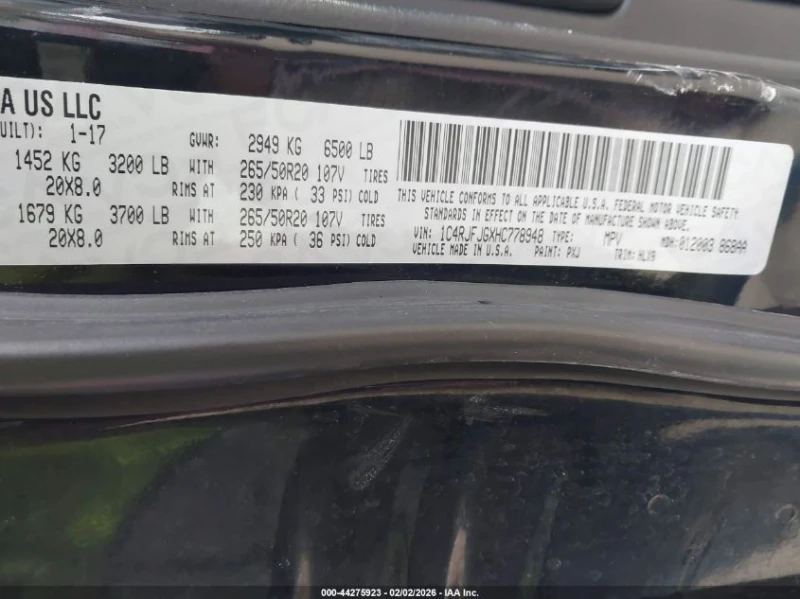 A US LLC
UILT): 1-17 GVWR: 2949 KG 6500 LB
1452 KG 3200 LB WITH 265/50R20 107V TIRES
20X8.0 RIMS AT 230 KPA ( 33 PSI) COLD
1679 KG 3700 LB WITH 265/50R20 107V TIRES
20X8.0 RIMS AT 250 KPA ( 36 PSI) COLD
THIS VEHICLE CONFORMS TO ALL APPLICABLE U.S.A. FEDERAL MOTOR VEHICLE SAFETY
STANDARDS IN EFFECT ON THE DATE OF MANUFACTURE SHOWN ABOVE.
VIN: 1C4RJFJGXHC778948 TYPE: MPV MDH: 012003 868AA
VEHICLE MADE IN U.S.A. PAINT: PXJ TRIM: HLX9
000-44275923 - 02/02/2026 - IAA Inc.